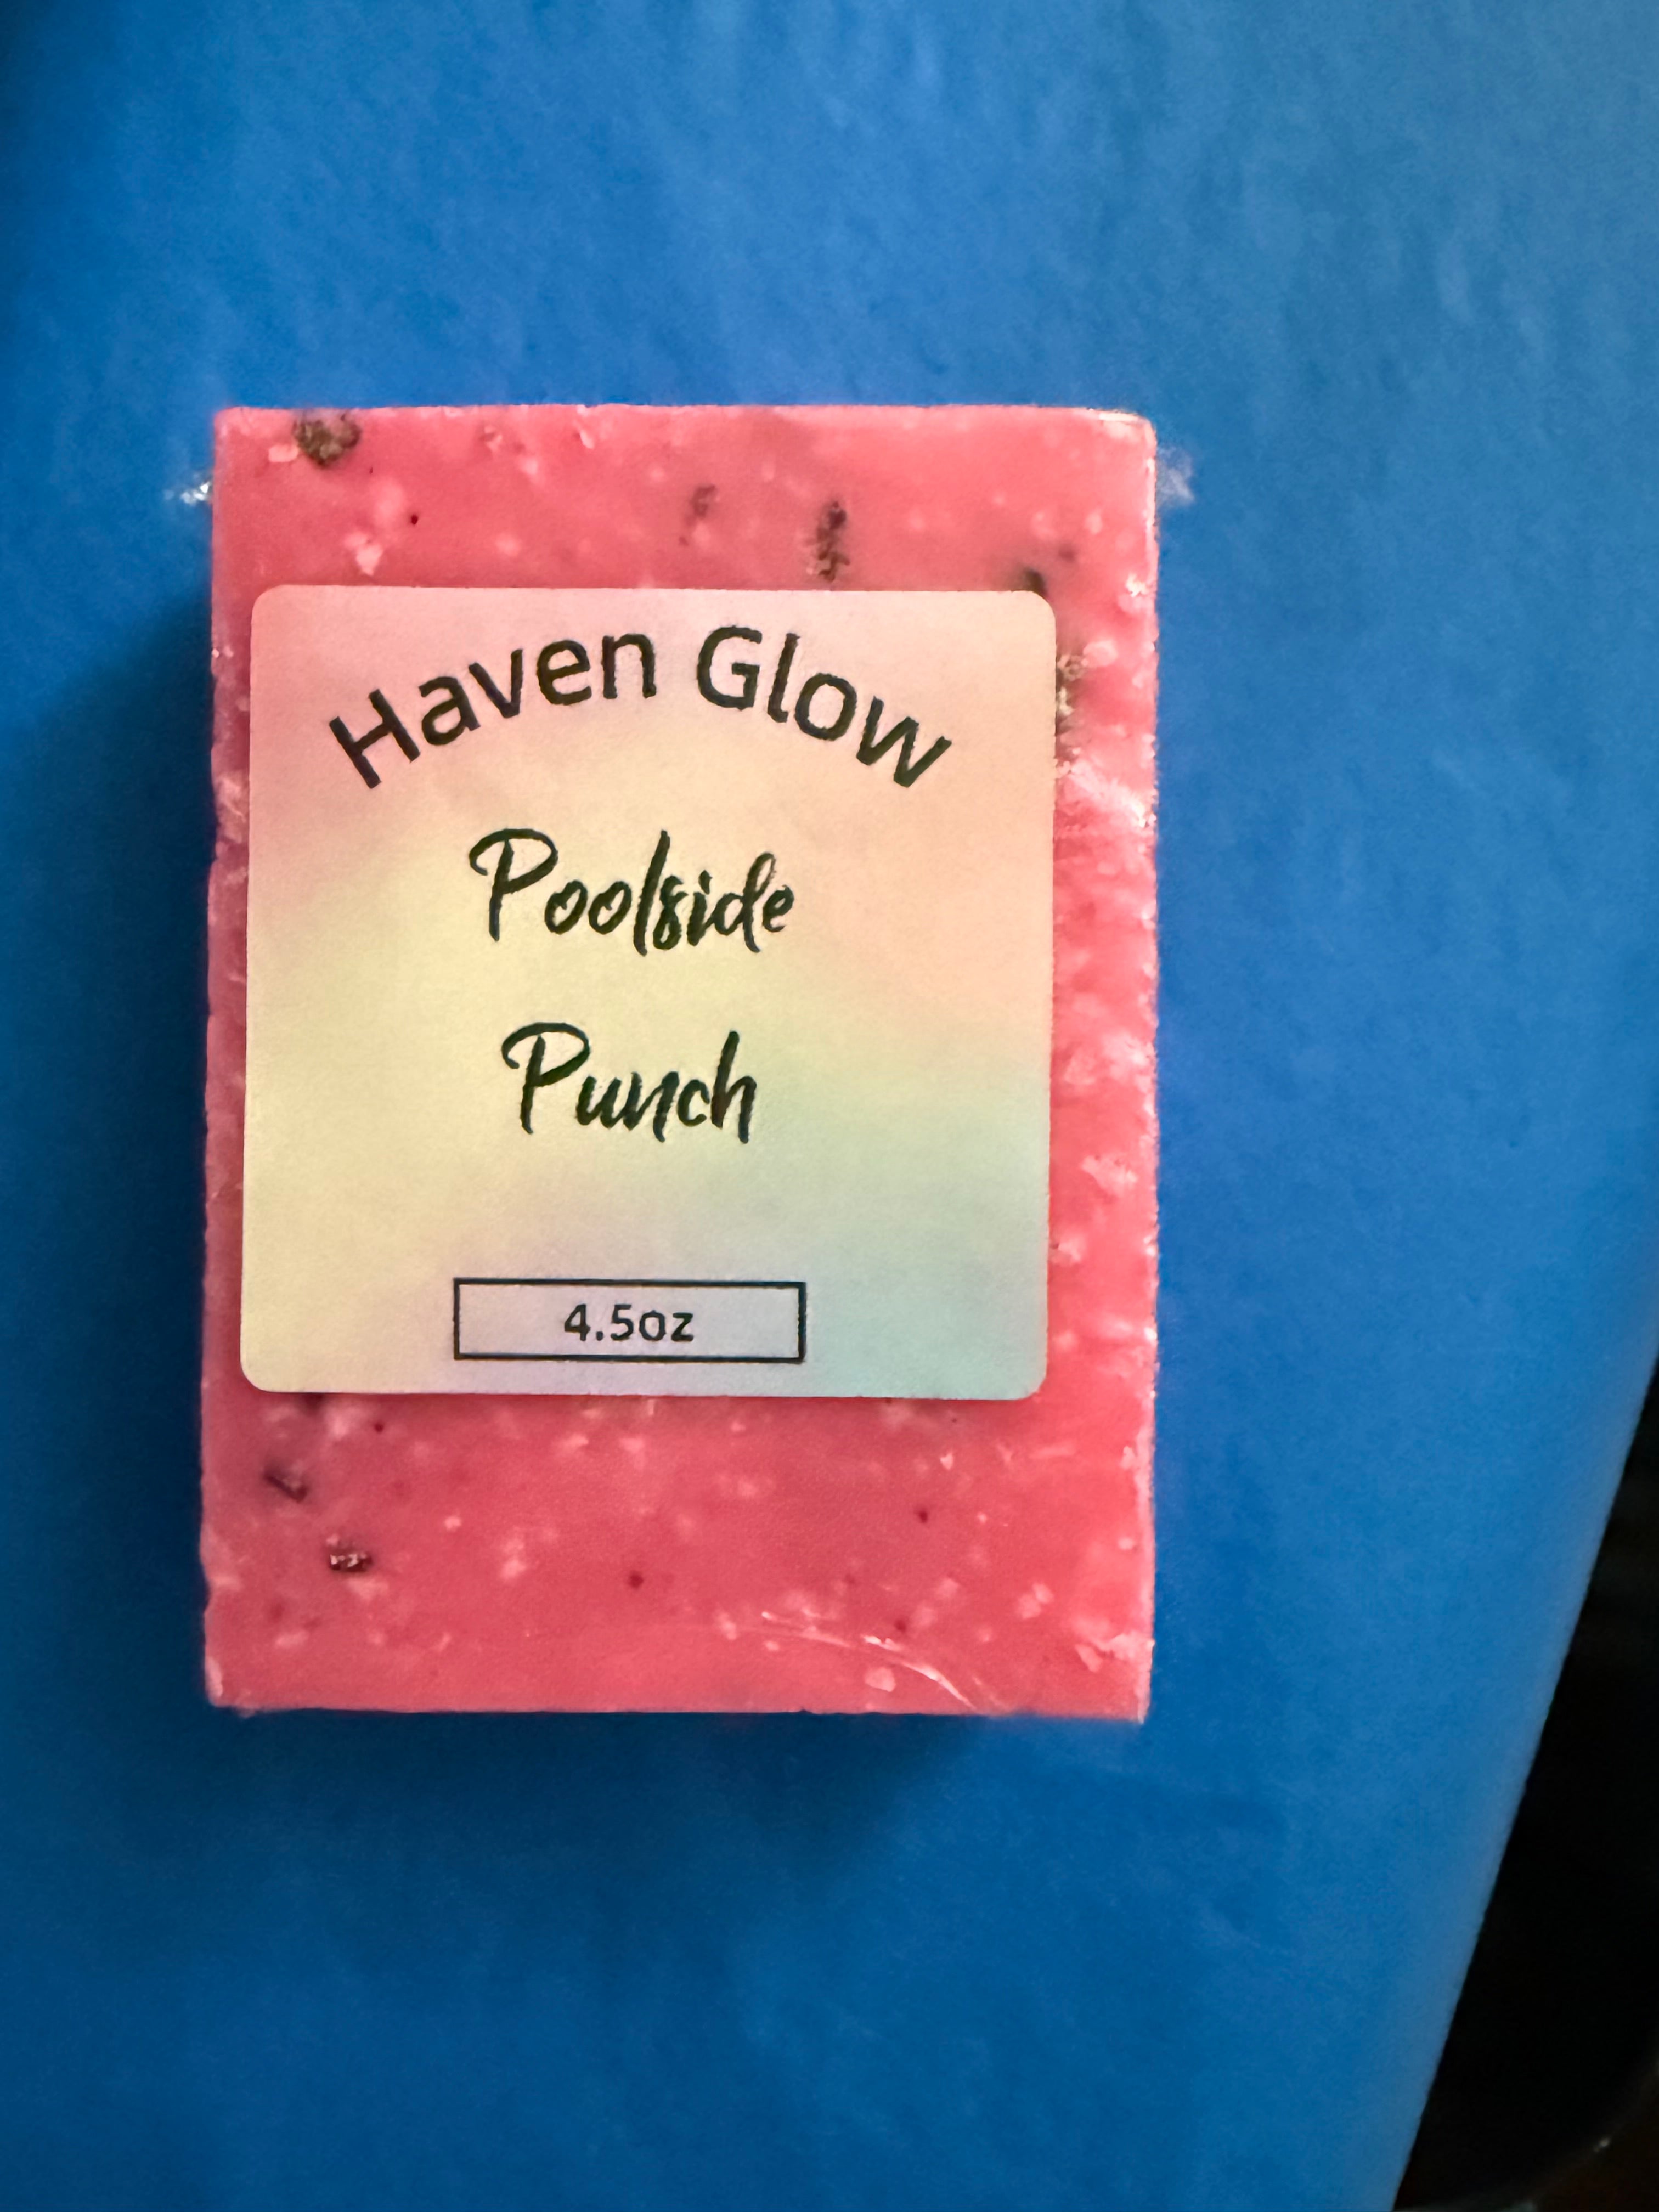 Haven Glow
Poolside
Punch
4.5oz